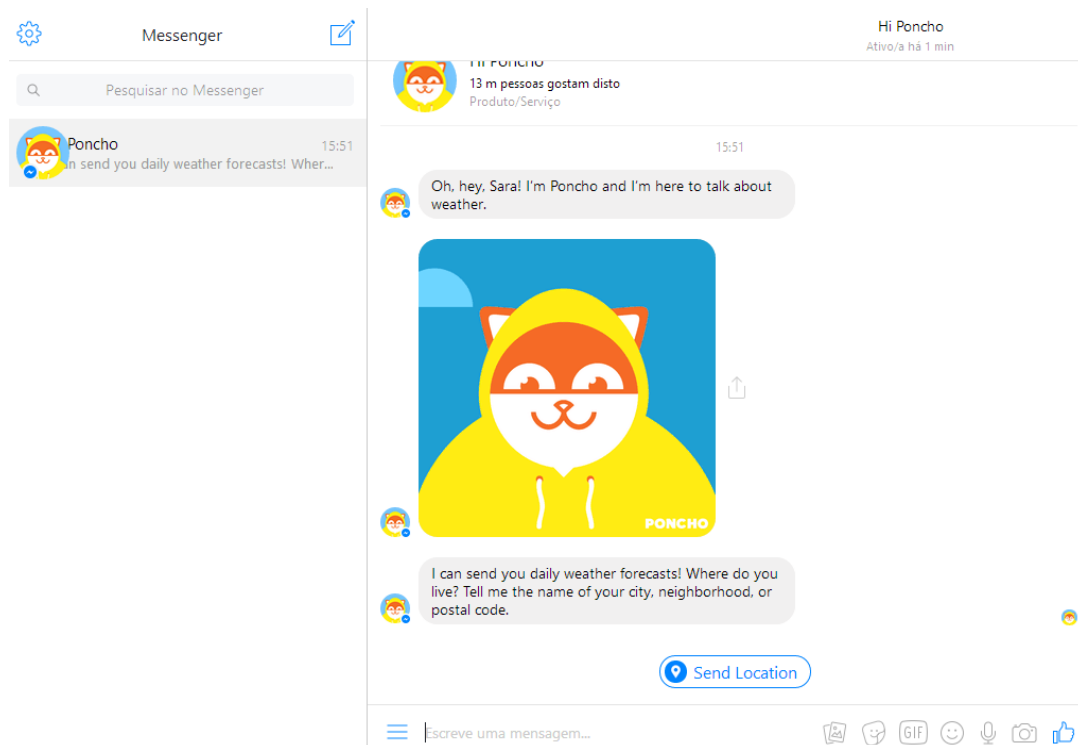 Messenger
Hi Poncho
Ativo/a há 1 min
Pesquisar no Messenger
Poncho
15:51
n send you daily weather forecasts! Wher...
Hi Poncho
13 m pessoas gostam disto
Produto/Serviço
15:51
Oh, hey, Sara! I'm Poncho and I'm here to talk about
weather.
PONCHO
I can send you daily weather forecasts! Where do you
live? Tell me the name of your city, neighborhood, or
postal code.
Send Location
Escreve uma mensagem...
GIF